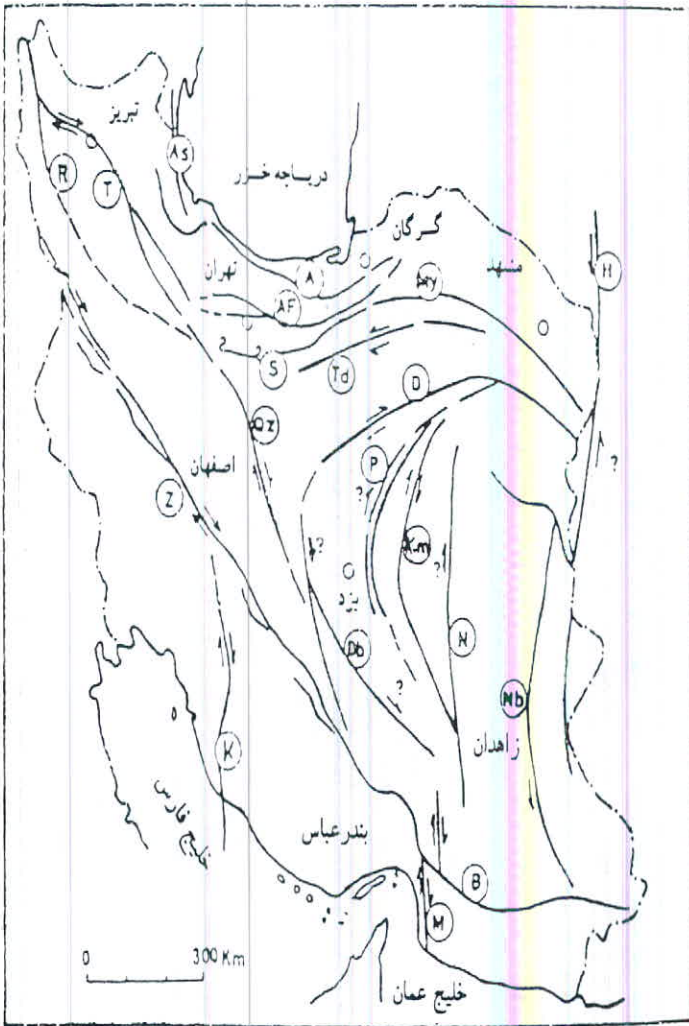 تبریز
As
دریاچه خزر
R
T
گرگان
تهران
A
My
مشهد
H
AF
S
Td
D
Qz
اصفهان
P
Z
Km
?
?
?
یزد
N
Db
?
Nb
زاهدان
K
خلیج فارس
بندرعباس
B
M
0 300 Km
خلیج عمان